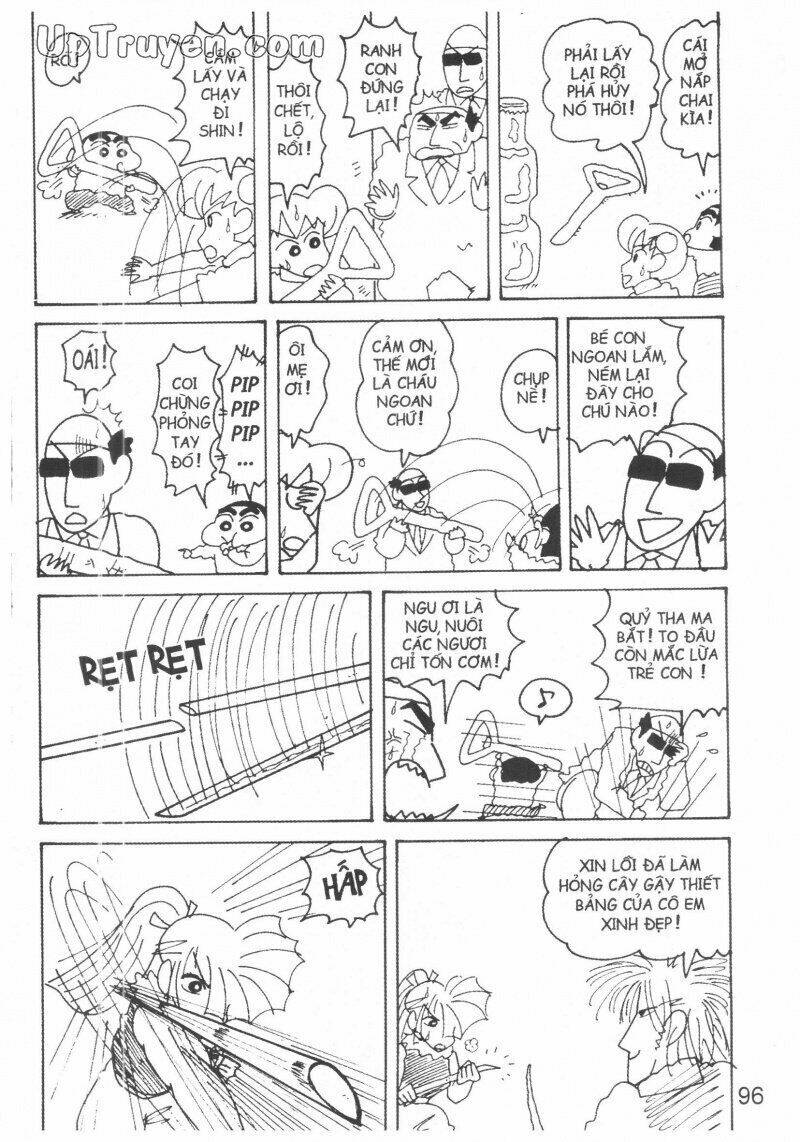 UpTruyen.com
CÁI
MỞ
NẮP
CHAI
KÌA!
PHẢI LẤY
LẠI RỒI
PHÁ HỦY
NÓ THÔI!
RANH
CON
ĐỨNG
LẠI!
THÔI
CHẾT,
LỘ
RỒI!
CẦM
LẤY VÀ
CHẠY
ĐI
SHIN!
RÕ!
BÉ CON
NGOAN LẮM,
NÉM LẠI
ĐÂY CHO
CHÚ NÀO!
CHỤP
NÈ!
CẢM ƠN,
THẾ MỚI
LÀ CHÁU
NGOAN
CHỨ!
ÔI
MẸ
ƠI!
PIP
PIP
PIP
...
COI
CHỪNG
PHỎNG
TAY
ĐÓ!
OÁI!
QUỶ THA MA
BẮT! TO ĐẦU
CÒN MẮC LỪA
TRẺ CON!
NGU ƠI LÀ
NGU, NUÔI
CÁC NGƯƠI
CHỈ TỐN CƠM!
RẸT RẸT
XIN LỖI ĐÃ LÀM
HỎNG CÂY GẬY THIẾT
BẢNG CỦA CÔ EM
XINH ĐẸP!
HẤP
96